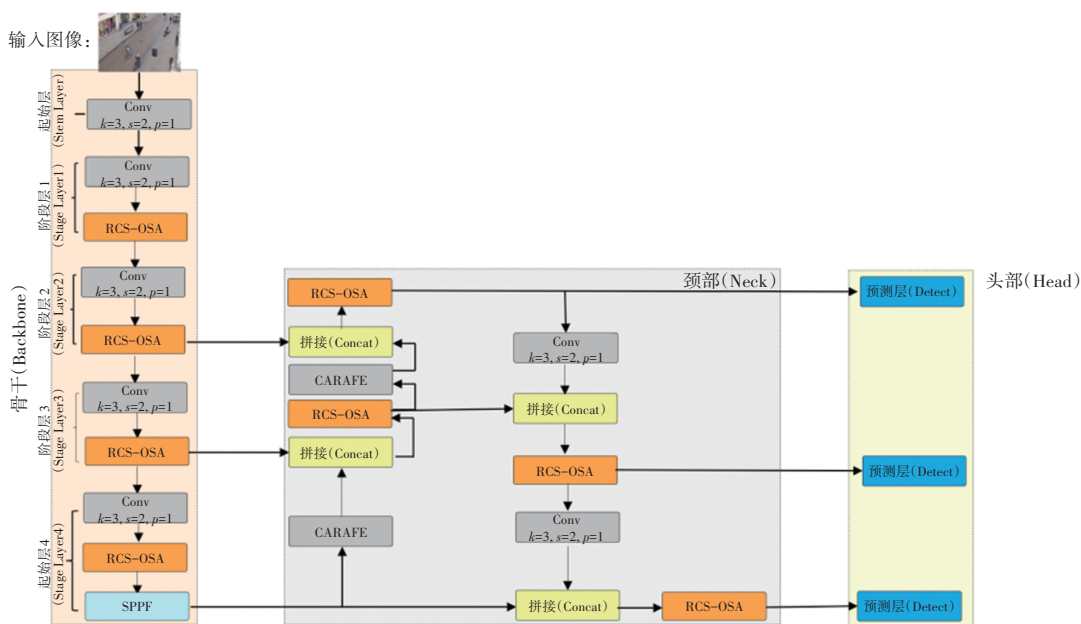 输入图像：
骨干(Backbone)
起始层
(Stem Layer)
Conv
k=3, s=2, p=1
阶段层 1
(Stage Layer1)
Conv
k=3, s=2, p=1
RCS-OSA
阶段层 2
(Stage Layer2)
Conv
k=3, s=2, p=1
RCS-OSA
阶段层 3
(Stage Layer3)
Conv
k=3, s=2, p=1
RCS-OSA
起始层4
(Stage Layer4)
Conv
k=3, s=2, p=1
RCS-OSA
SPPF
颈部(Neck)
RCS-OSA
拼接(Concat)
CARAFE
RCS-OSA
拼接(Concat)
CARAFE
Conv
k=3, s=2, p=1
拼接(Concat)
RCS-OSA
Conv
k=3, s=2, p=1
拼接(Concat)
RCS-OSA
头部(Head)
预测层(Detect)
预测层(Detect)
预测层(Detect)